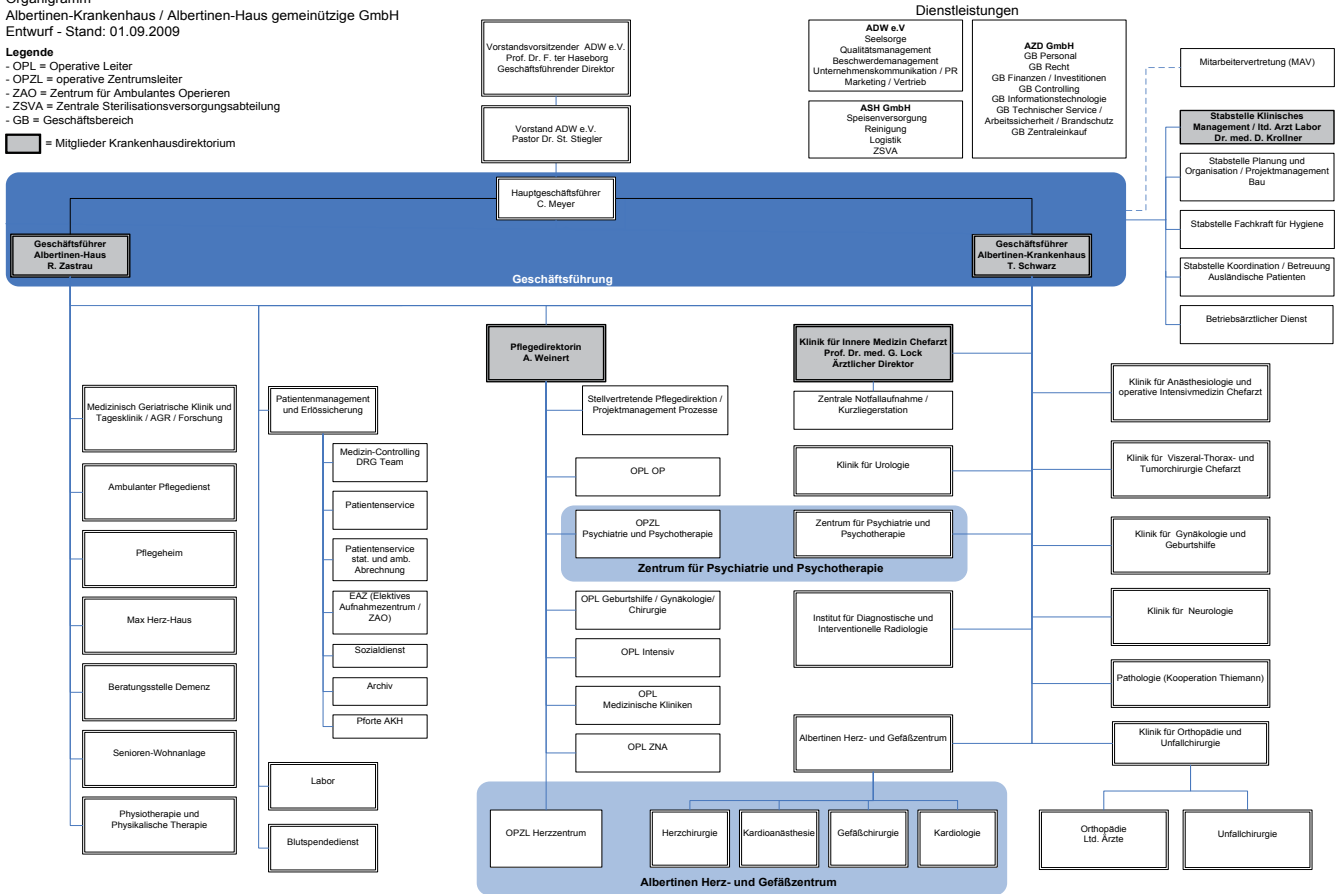 Organigramm
Albertinen-Krankenhaus / Albertinen-Haus gemeinützige GmbH
Entwurf - Stand: 01.09.2009
Legende
- OPL = Operative Leiter
- OPZL = operative Zentrumsleiter
- ZAO = Zentrum für Ambulantes Operieren
- ZSVA = Zentrale Sterilisationsversorgungsabteilung
- GB = Geschäftsbereich
= Mitglieder Krankenhausdirektorium
Vorstandsvorsitzender ADW e.V.
Prof. Dr. F. ter Haseborg
Geschäftsführender Direktor
Vorstand ADW e.V.
Pastor Dr. St. Stiegler
Dienstleistungen
ADW e.V
Seelsorge
Qualitätsmanagement
Beschwerdemanagement
Unternehmenskommunikation / PR
Marketing / Vertrieb
ASH GmbH
Speisenversorgung
Reinigung
Logistik
ZSVA
AZD GmbH
GB Personal
GB Recht
GB Finanzen / Investitionen
GB Controlling
GB Informationstechnologie
GB Technischer Service /
Arbeitssicherheit / Brandschutz
GB Zentraleinkauf
Mitarbeitervertretung (MAV)
Stabstelle Klinisches
Management / ltd. Arzt Labor
Dr. med. D. Krollner
Stabstelle Planung und
Organisation / Projektmanagement
Bau
Stabstelle Fachkraft für Hygiene
Stabstelle Koordination / Betreuung
Ausländische Patienten
Betriebsärztlicher Dienst
Hauptgeschäftsführer
C. Meyer
Geschäftsführer
Albertinen-Haus
R. Zastrau
Geschäftsführer
Albertinen-Krankenhaus
T. Schwarz
Geschäftsführung
Pflegedirektorin
A. Weinert
Klinik für Innere Medizin Chefarzt
Prof. Dr. med. G. Lock
Ärztlicher Direktor
Medizinisch Geriatrische Klinik und
Tagesklinik / AGR / Forschung
Ambulanter Pflegedienst
Pflegeheim
Max Herz-Haus
Beratungsstelle Demenz
Senioren-Wohnanlage
Physiotherapie und
Physikalische Therapie
Patientenmanagement
und Erlössicherung
Medizin-Controlling
DRG Team
Patientenservice
Patientenservice
stat. und amb.
Abrechnung
EAZ (Elektives
Aufnahmezentrum /
ZAO)
Sozialdienst
Archiv
Pforte AKH
Labor
Blutspendedienst
Stellvertretende Pflegedirektion /
Projektmanagement Prozesse
OPL OP
OPZL
Psychiatrie und Psychotherapie
OPL Geburtshilfe / Gynäkologie/
Chirurgie
OPL Intensiv
OPL
Medizinische Kliniken
OPL ZNA
OPZL Herzzentrum
Zentrale Notfallaufnahme /
Kurzliegerstation
Klinik für Urologie
Zentrum für Psychiatrie und
Psychotherapie
Zentrum für Psychiatrie und Psychotherapie
Institut für Diagnostische und
Interventionelle Radiologie
Albertinen Herz- und Gefäßzentrum
Herzchirurgie
Kardioanästhesie
Gefäßchirurgie
Kardiologie
Albertinen Herz- und Gefäßzentrum
Klinik für Anästhesiologie und
operative Intensivmedizin Chefarzt
Klinik für Viszeral-Thorax- und
Tumorchirurgie Chefarzt
Klinik für Gynäkologie und
Geburtshilfe
Klinik für Neurologie
Pathologie (Kooperation Thiemann)
Klinik für Orthopädie und
Unfallchirurgie
Orthopädie
Ltd. Ärzte
Unfallchirurgie